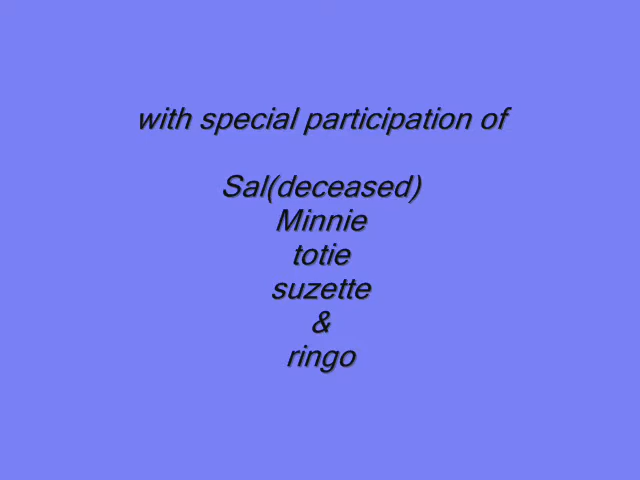 with special participation of
Sal(deceased)
Minnie
totie
suzette
&
ringo